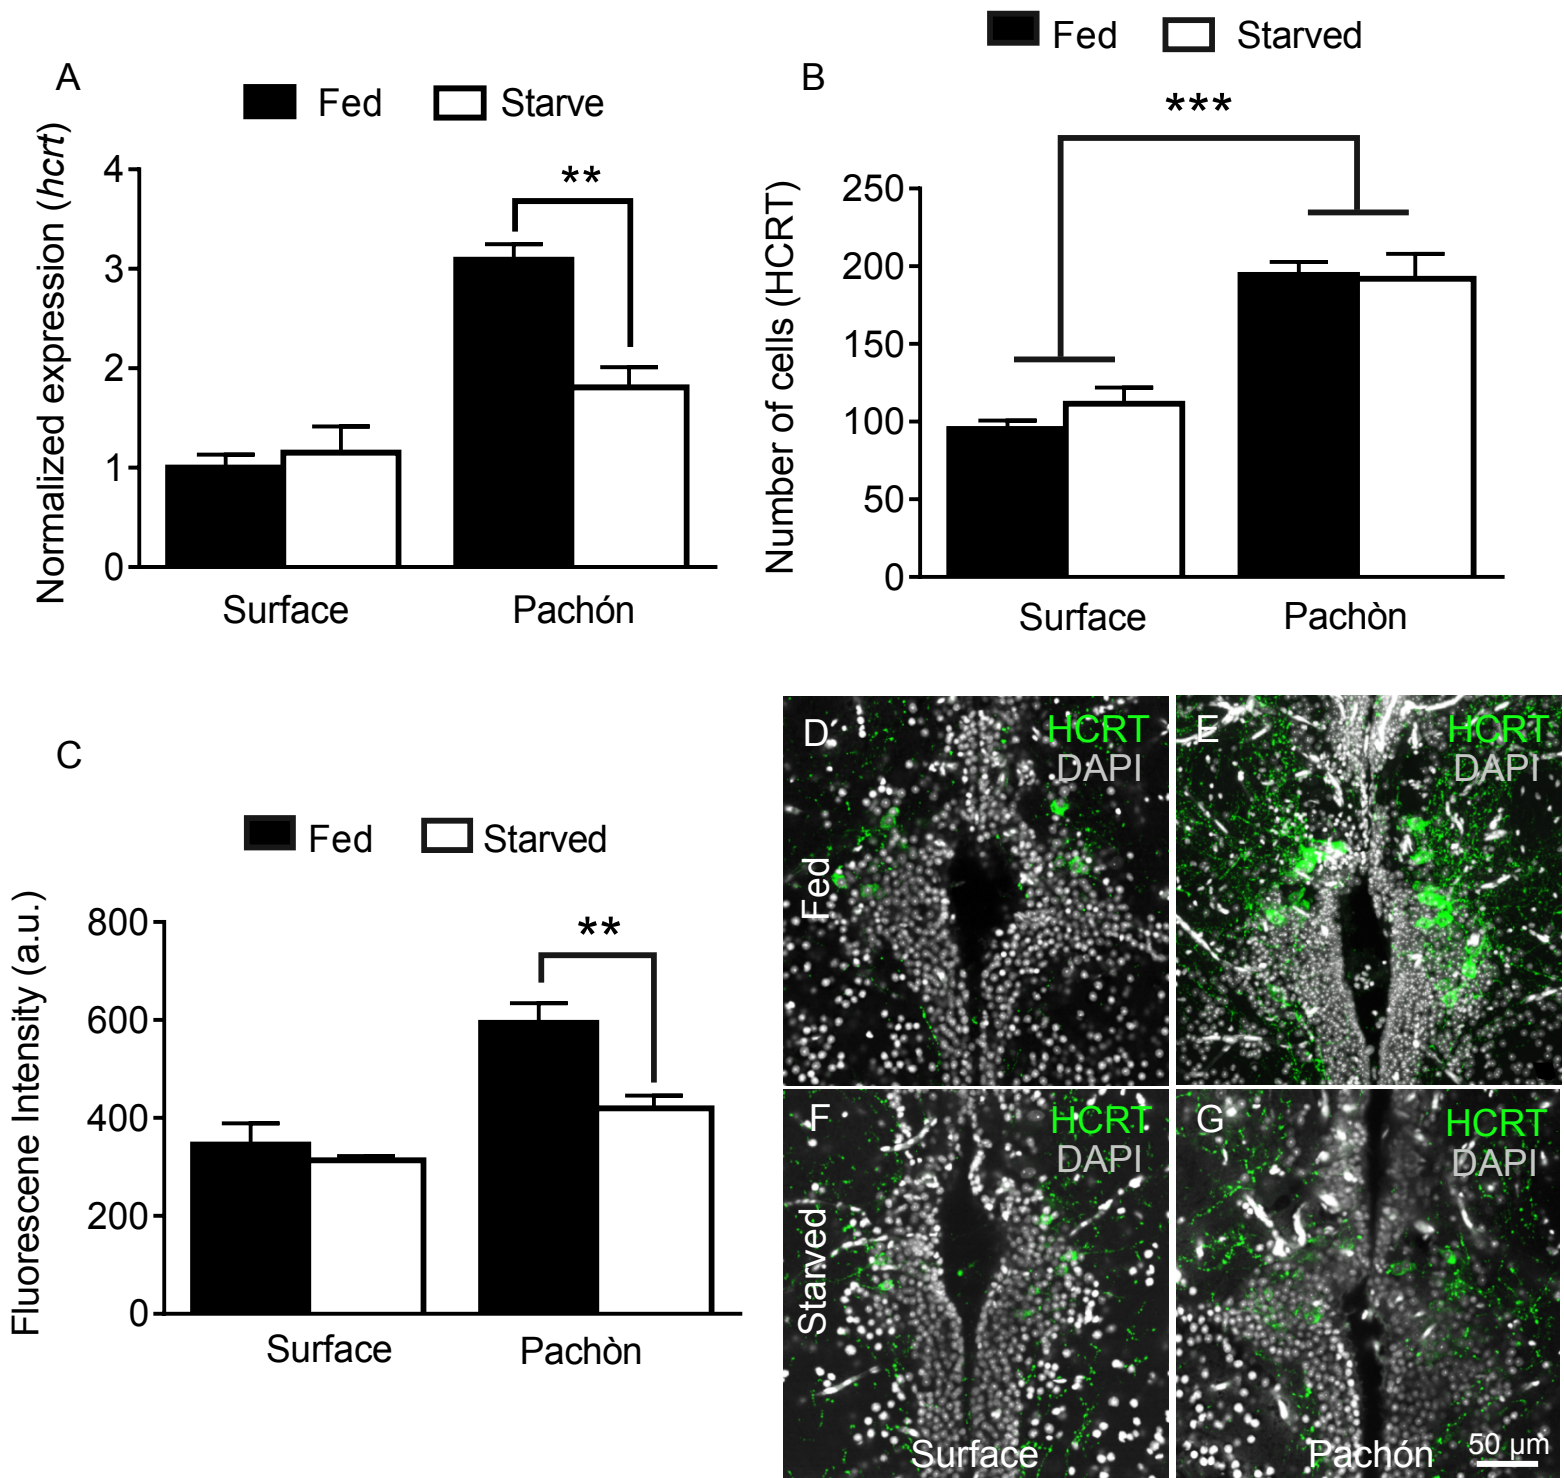 A
Fed Starve
Normalized expression (hcrt)
4
3
2
1
0
**
Surface Pachón
B
Fed Starved
Number of cells (HCRT)
250
200
150
100
50
0
***
Surface Pachòn
C
Fed Starved
Fluorescene Intensity (a.u.)
800
600
400
200
0
**
Surface Pachòn
D HCRT
DAPI
Fed
E HCRT
DAPI
F HCRT
DAPI
Starved
Surface
G HCRT
DAPI
Pachón 50 µm